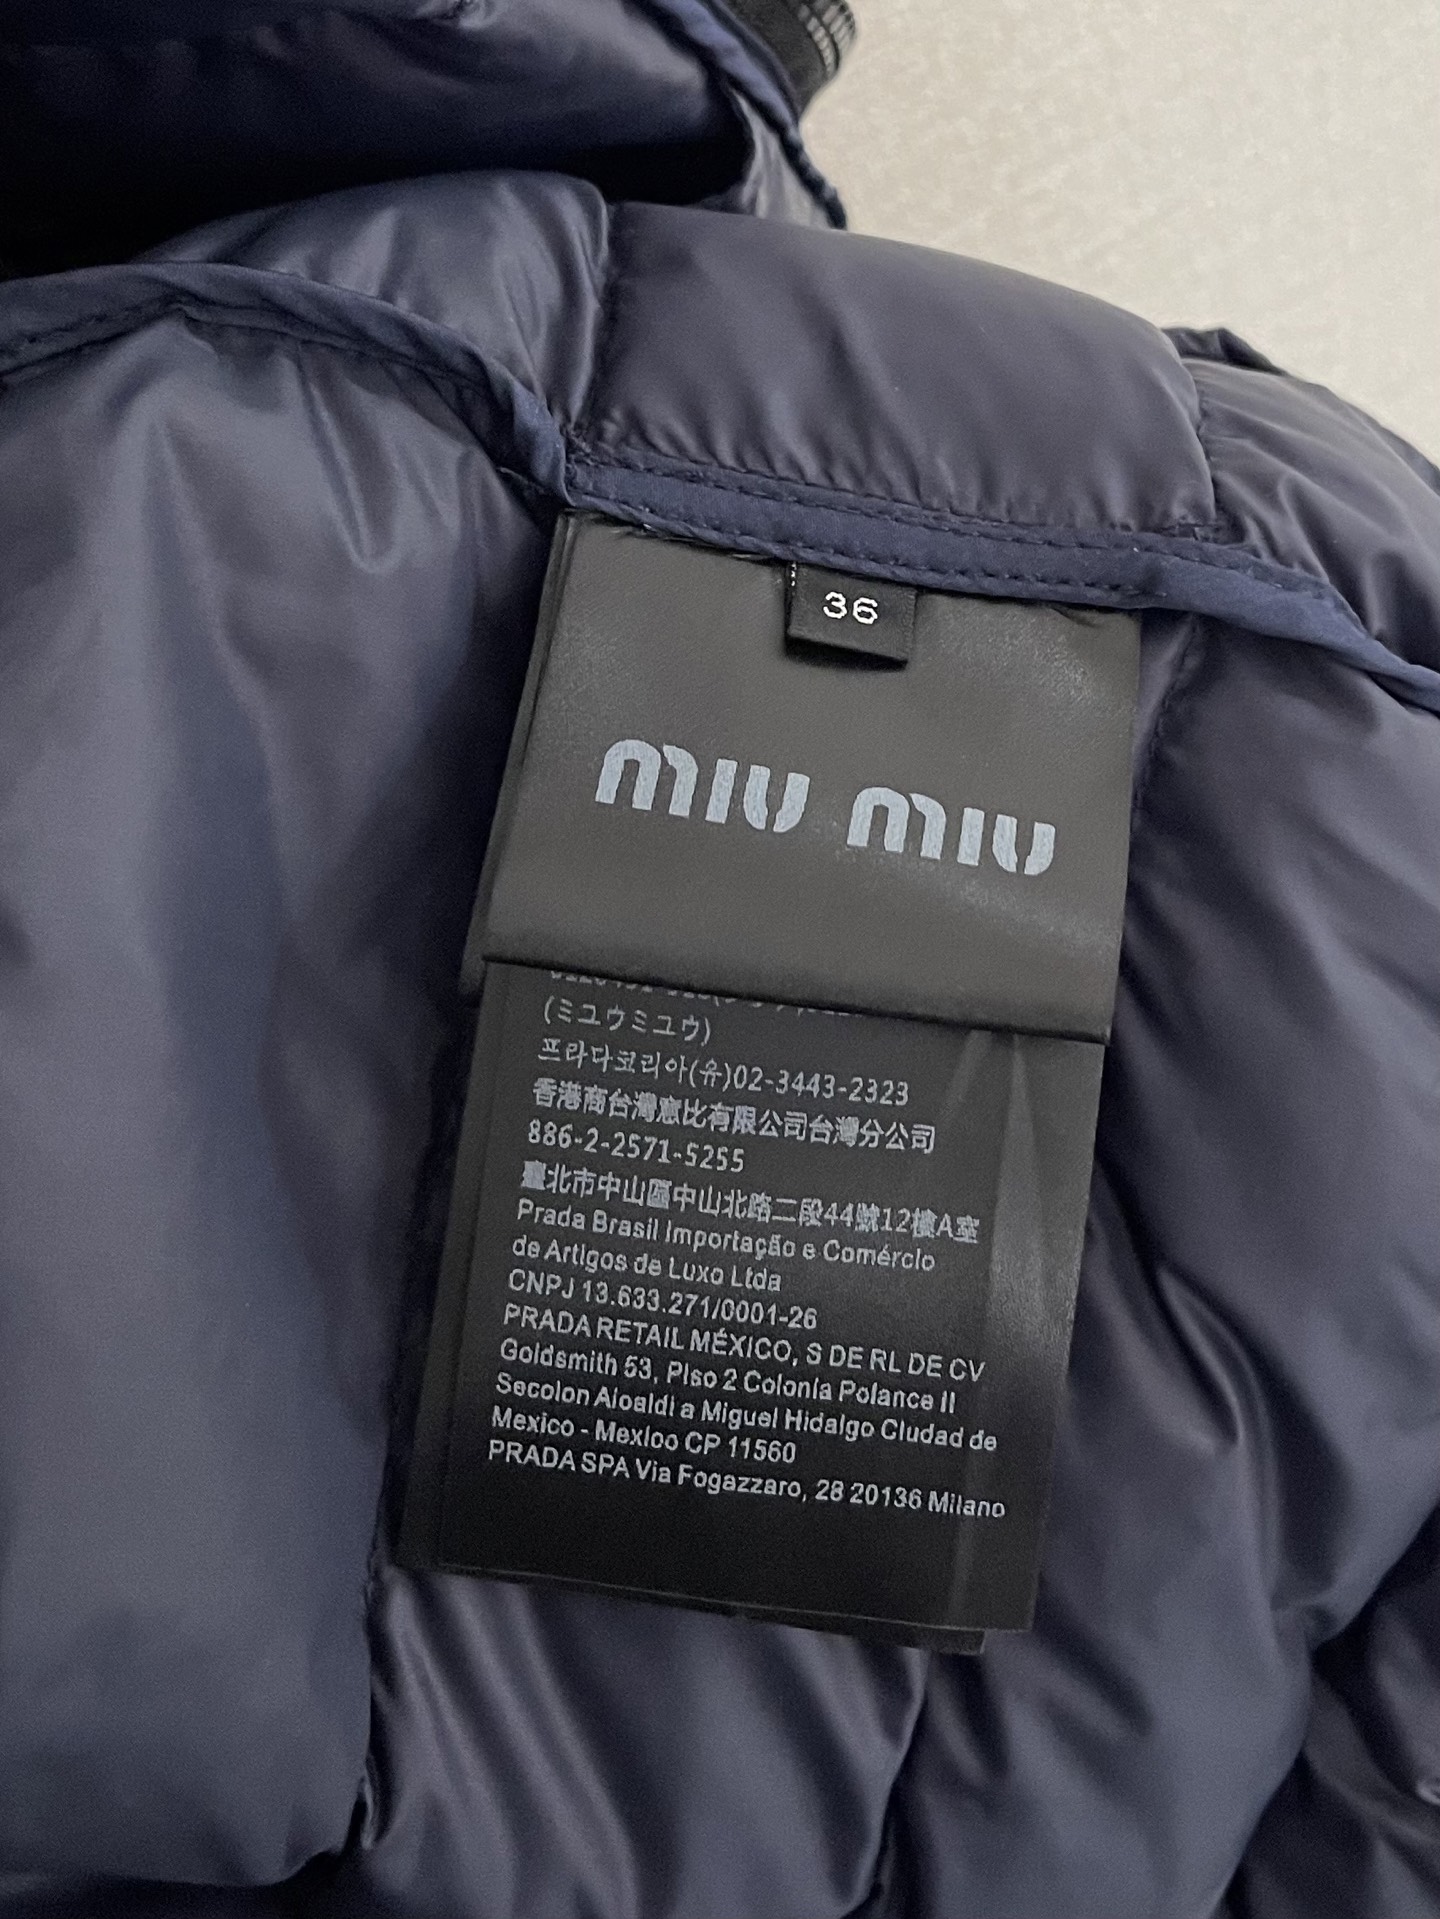 36
miu miu
(ミユウミユウ)
프라다코리아(유)02-3443-2323
香港商台灣惠比有限公司台灣分公司
886-2-2571-5255
臺北市中山區中山北路二段44號12樓A室
Prada Brasil Importação e Comércio
de Artigos de Luxo Ltda
CNPJ 13.633.271/0001-26
PRADA RETAIL MÉXICO, S DE RL DE CV
Goldsmith 53, Piso 2 Colonia Polance II
Secolon Aloaldi a Miguel Hidalgo Ciudad de
Mexico - Mexloo CP 11560
PRADA SPA Via Fogazzaro, 28 20136 Milano